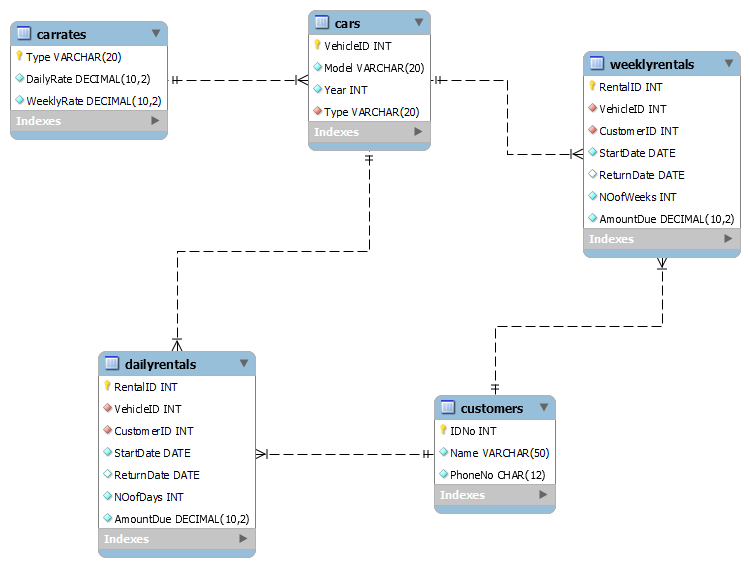 carrates
Type VARCHAR(20)
DailyRate DECIMAL(10,2)
WeeklyRate DECIMAL(10,2)
Indexes
cars
VehicleID INT
Model VARCHAR(20)
Year INT
Type VARCHAR(20)
Indexes
weeklyrentals
RentalID INT
VehicleID INT
CustomerID INT
StartDate DATE
ReturnDate DATE
NOofWeeks INT
AmountDue DECIMAL(10,2)
Indexes
dailyrentals
RentalID INT
VehicleID INT
CustomerID INT
StartDate DATE
ReturnDate DATE
NOofDays INT
AmountDue DECIMAL(10,2)
Indexes
customers
IDNo INT
Name VARCHAR(50)
PhoneNo CHAR(12)
Indexes